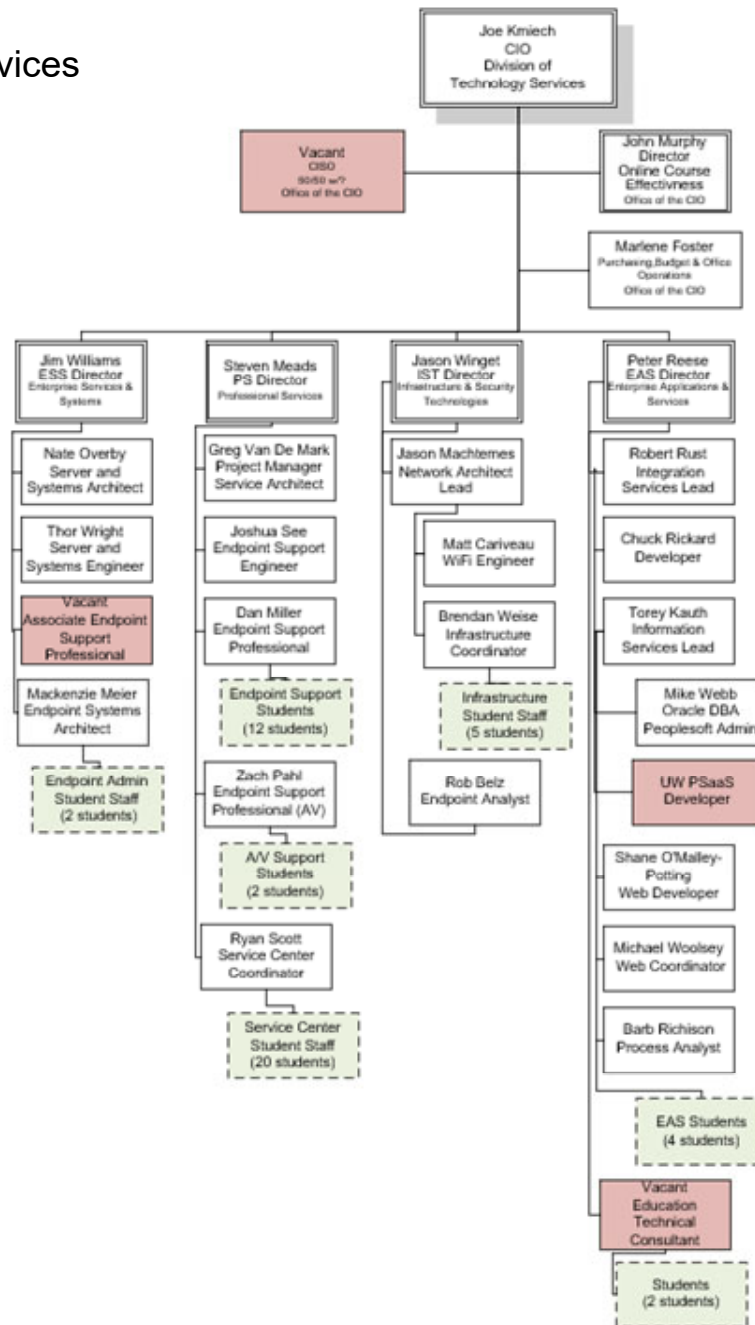 vices
Joe Kmiech
CIO
Division of
Technology Services
Vacant
CISO
50/50 w/?
Office of the CIO
John Murphy
Director
Online Course
Effectivness
Office of the CIO
Marlene Foster
Purchasing,Budget & Office
Operations
Office of the CIO
Jim Williams
ESS Director
Enterprise Services &
Systems
Nate Overby
Server and
Systems Architect
Thor Wright
Server and
Systems Engineer
Vacant
Associate Endpoint
Support
Professional
Mackenzie Meier
Endpoint Systems
Architect
Endpoint Admin
Student Staff
(2 students)
Steven Meads
PS Director
Professional Services
Greg Van De Mark
Project Manager
Service Architect
Joshua See
Endpoint Support
Engineer
Dan Miller
Endpoint Support
Professional
Endpoint Support
Students
(12 students)
Zach Pahl
Endpoint Support
Professional (AV)
A/V Support
Students
(2 students)
Ryan Scott
Service Center
Coordinator
Service Center
Student Staff
(20 students)
Jason Winget
IST Director
Infrastructure & Security
Technologies
Jason Machtemes
Network Architect
Lead
Matt Cariveau
WiFi Engineer
Brendan Weise
Infrastructure
Coordinator
Infrastructure
Student Staff
(5 students)
Rob Belz
Endpoint Analyst
Peter Reese
EAS Director
Enterprise Applications &
Services
Robert Rust
Integration
Services Lead
Chuck Rickard
Developer
Torey Kauth
Information
Services Lead
Mike Webb
Oracle DBA
Peoplesoft Admin
UW PSaaS
Developer
Shane O'Malley-
Potting
Web Developer
Michael Woolsey
Web Coordinator
Barb Richison
Process Analyst
EAS Students
(4 students)
Vacant
Education
Technical
Consultant
Students
(2 students)